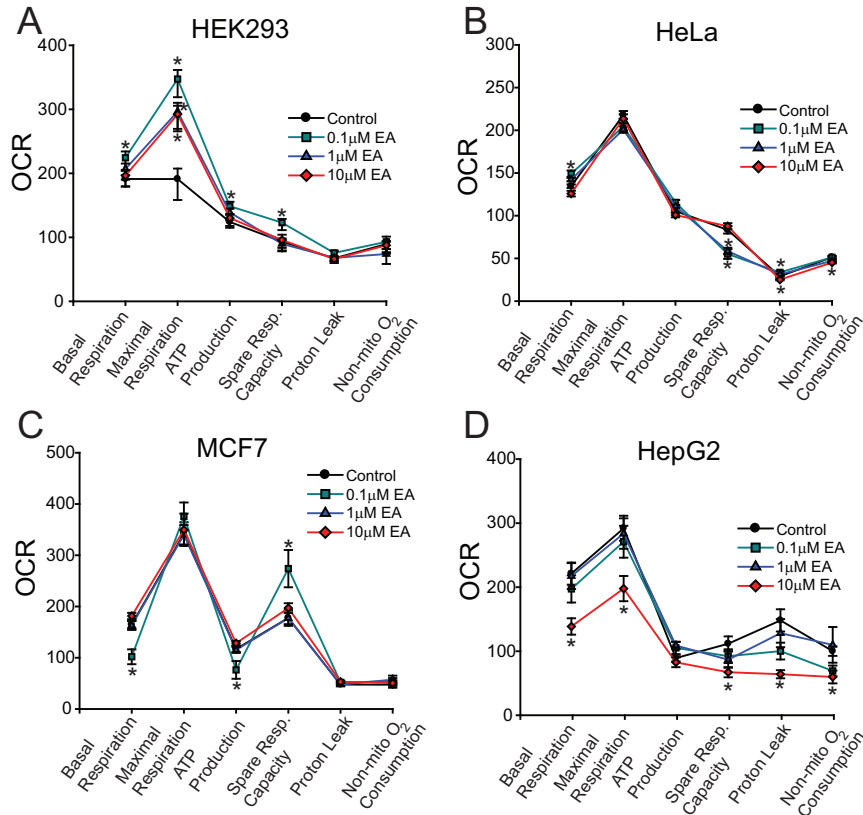 A
HEK293
400
300
200
100
0
OCR
*
*
*
*
*
*
Control
0.1µM EA
1µM EA
10µM EA
Basal
Respiration
Maximal
Respiration
ATP
Production
Spare Resp.
Capacity
Proton Leak
Non-mito O2
Consumption
B
HeLa
300
250
200
150
100
50
0
OCR
*
*
*
*
*
*
Control
0.1µM EA
1µM EA
10µM EA
Basal
Respiration
Maximal
Respiration
ATP
Production
Spare Resp.
Capacity
Proton Leak
Non-mito O2
Consumption
C
MCF7
500
400
300
200
100
0
OCR
*
*
*
Control
0.1µM EA
1µM EA
10µM EA
Basal
Respiration
Maximal
Respiration
ATP
Production
Spare Resp.
Capacity
Proton Leak
Non-mito O2
Consumption
D
HepG2
400
300
200
100
0
OCR
*
*
*
*
*
Control
0.1µM EA
1µM EA
10µM EA
Basal
Respiration
Maximal
Respiration
ATP
Production
Spare Resp.
Capacity
Proton Leak
Non-mito O2
Consumption